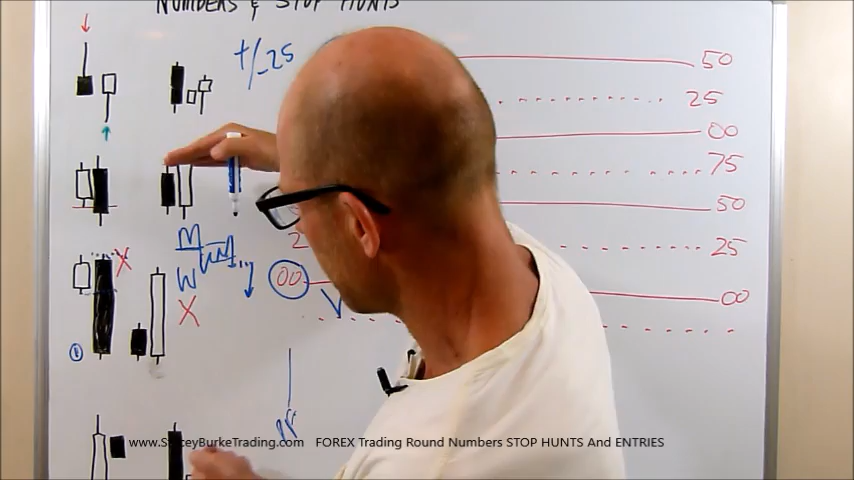 NUMBERS & STOP HUNTS
+/-25
50
25
00
75
50
25
00
2
00
M
W
X
X
www.StaceyBurkeTrading.com FOREX Trading Round Numbers STOP HUNTS And ENTRIES